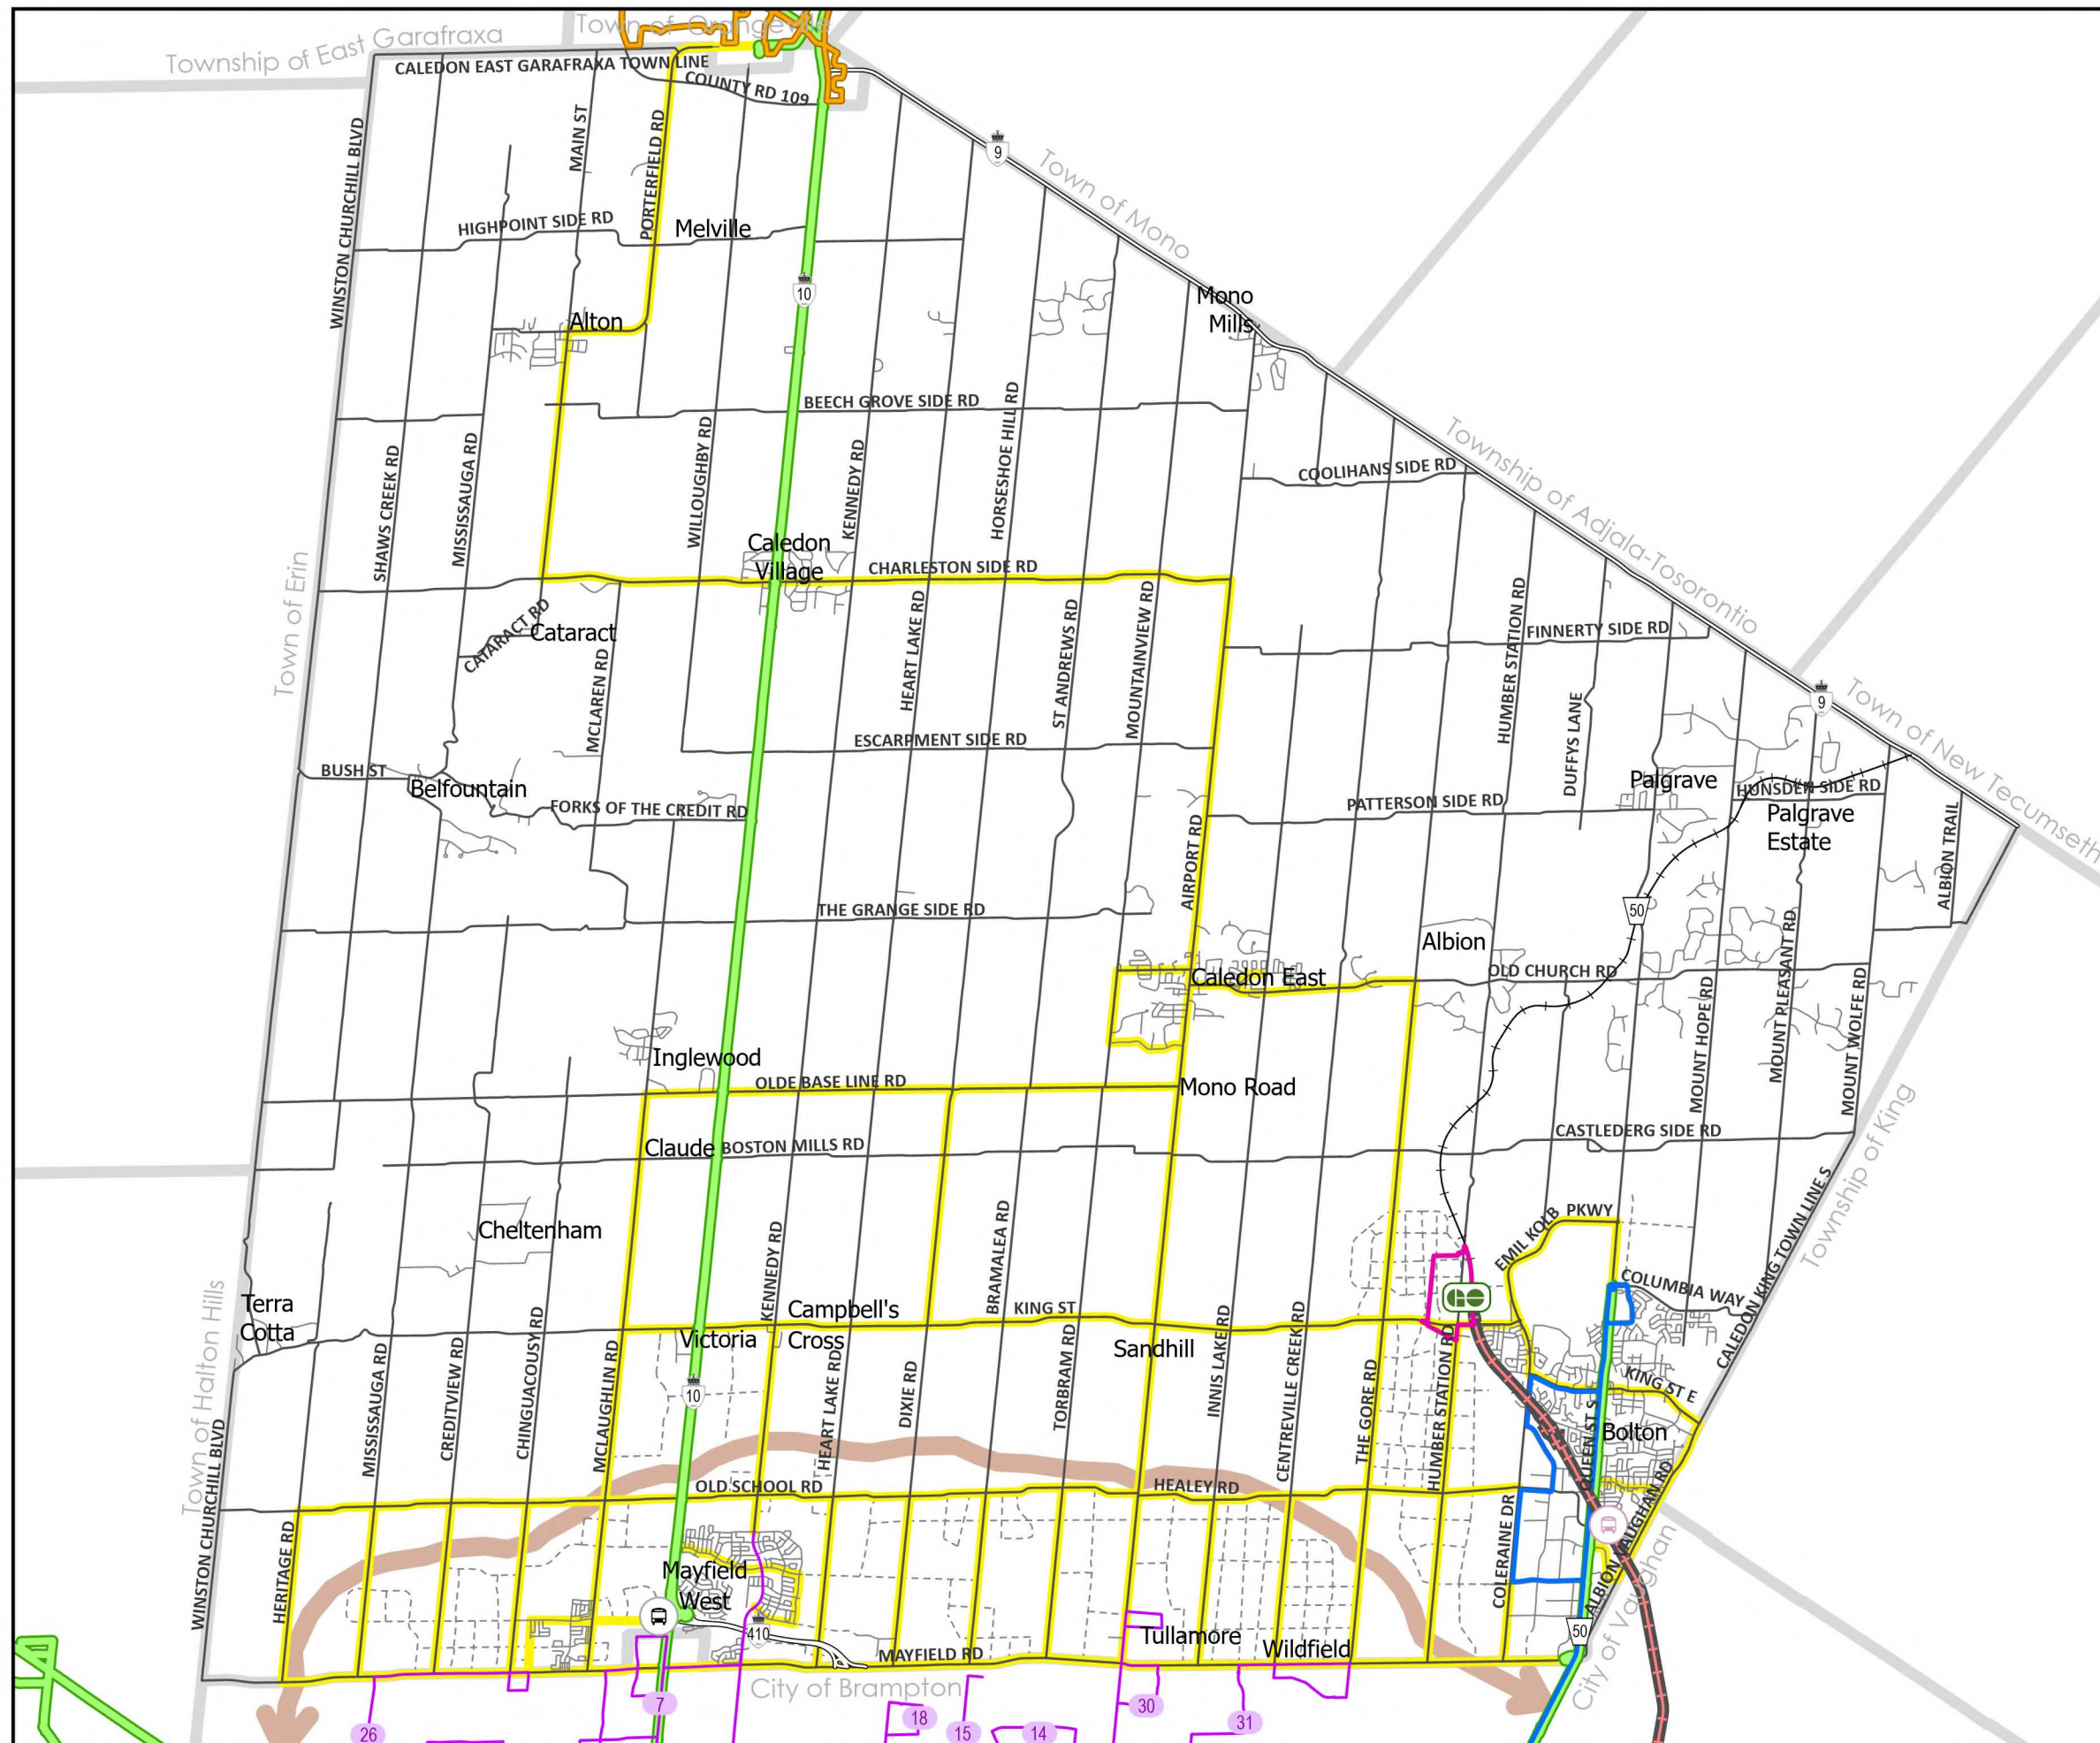 Township of East Garafraxa
Town of Orangeville
CALEDON EAST GARAFRAXA TOWN LINE
COUNTY RD 109
WINSTON CHURCHILL BLVD
MAIN ST
PORTERFIELD RD
9
Town of Mono
HIGHPOINT SIDE RD
Melville
10
Mono
Mills
Alton
BEECH GROVE SIDE RD
HORSESHOE HILL RD
SHAWS CREEK RD
MISSISSAUGA RD
WILLOUGHBY RD
KENNEDY RD
COOLIHANS SIDE RD
Township of Adjala-Tosorontio
Town of Erin
Caledon
Village
CHARLESTON SIDE RD
CATARACT RD
Cataract
MCLAREN RD
HEART LAKE RD
ST ANDREWS RD
MOUNTAINVIEW RD
HUMBER STATION RD
FINNERTY SIDE RD
DUFFYS LANE
9
Town of New Tecumseth
ESCARPMENT SIDE RD
BUSH ST
Belfountain
FORKS OF THE CREDIT RD
PATTERSON SIDE RD
Palgrave
HUNSDEN SIDE RD
Palgrave
Estate
ALBION TRAIL
AIRPORT RD
THE GRANGE SIDE RD
50
Albion
Caledon East
OLD CHURCH RD
MOUNT HOPE RD
MOUNT PLEASANT RD
MOUNT WOLFE RD
Inglewood
OLDE BASE LINE RD
Mono Road
Claude
BOSTON MILLS RD
CASTLEDERG SIDE RD
Township of King
CALEDON KING TOWN LINE S
Cheltenham
EMIL KOLB PKWY
COLUMBIA WAY
GO
Town of Halton Hills
Terra
Cotta
KENNEDY RD
Campbell's
Cross
Victoria
BRAMALEA RD
KING ST
Sandhill
INNIS LAKE RD
CENTREVILLE CREEK RD
THE GORE RD
HUMBER STATION RD
KING ST E
QUEEN ST S
Bolton
10
WINSTON CHURCHILL BLVD
MISSISSAUGA RD
CREDITVIEW RD
CHINGUACOUSY RD
MCLAUGHLIN RD
HEART LAKE RD
DIXIE RD
TORBRAM RD
OLD SCHOOL RD
HEALEY RD
HERITAGE RD
Mayfield
West
410
COLERAINE DR
ALBION VAUGHAN RD
50
City of Vaughan
Tullamore
Wildfield
MAYFIELD RD
City of Brampton
26
7
18
15
14
30
31